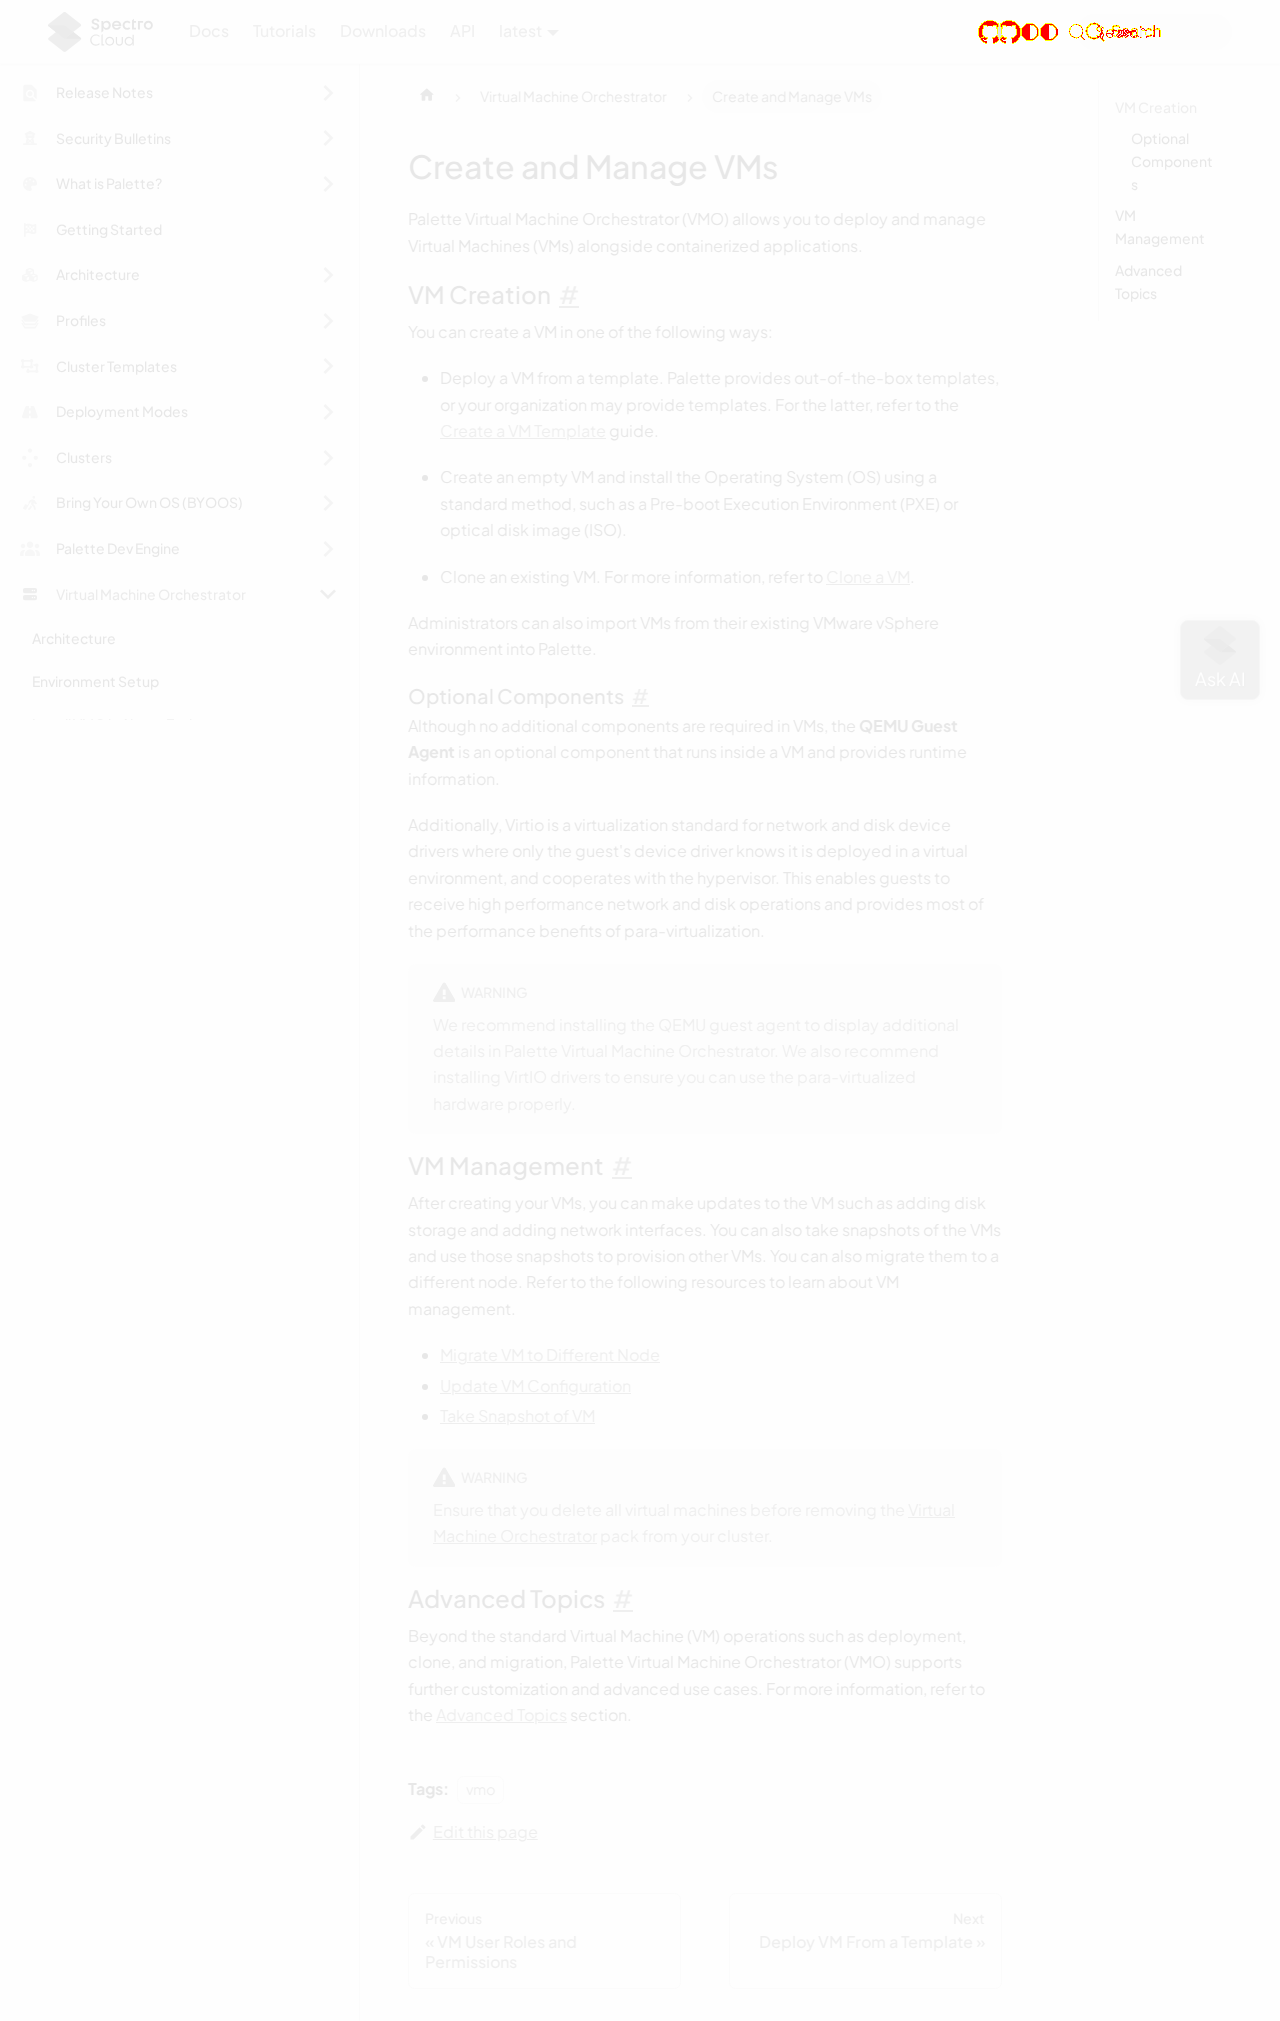 Spectro
Cloud
Docs Tutorials Downloads API latest
Search
Release Notes
Security Bulletins
What is Palette?
Getting Started
Architecture
Profiles
Cluster Templates
Deployment Modes
Clusters
Bring Your Own OS (BYOOS)
Palette Dev Engine
Virtual Machine Orchestrator
Architecture
Environment Setup
Virtual Machine Orchestrator
Create and Manage VMs
Create and Manage VMs
Palette Virtual Machine Orchestrator (VMO) allows you to deploy and manage
Virtual Machines (VMs) alongside containerized applications.
VM Creation #
You can create a VM in one of the following ways:
Deploy a VM from a template. Palette provides out-of-the-box templates,
or your organization may provide templates. For the latter, refer to the
Create a VM Template guide.
Create an empty VM and install the Operating System (OS) using a
standard method, such as a Pre-boot Execution Environment (PXE) or
optical disk image (ISO).
Clone an existing VM. For more information, refer to Clone a VM.
Administrators can also import VMs from their existing VMware vSphere
environment into Palette.
Optional Components #
Although no additional components are required in VMs, the QEMU Guest
Agent is an optional component that runs inside a VM and provides runtime
information.
Additionally, Virtio is a virtualization standard for network and disk device
drivers where only the guest's device driver knows it is deployed in a virtual
environment, and cooperates with the hypervisor. This enables guests to
receive high performance network and disk operations and provides most of
the performance benefits of para-virtualization.
WARNING
We recommend installing the QEMU guest agent to display additional
details in Palette Virtual Machine Orchestrator. We also recommend
installing VirtIO drivers to ensure you can use the para-virtualized
hardware properly.
VM Management #
After creating your VMs, you can make updates to the VM such as adding disk
storage and adding network interfaces. You can also take snapshots of the VMs
and use those snapshots to provision other VMs. You can also migrate them to a
different node. Refer to the following resources to learn about VM
management.
Migrate VM to Different Node
Update VM Configuration
Take Snapshot of VM
WARNING
Ensure that you delete all virtual machines before removing the Virtual
Machine Orchestrator pack from your cluster.
Advanced Topics #
Beyond the standard Virtual Machine (VM) operations such as deployment,
clone, and migration, Palette Virtual Machine Orchestrator (VMO) supports
further customization and advanced use cases. For more information, refer to
the Advanced Topics section.
Tags: vmo
Edit this page
Previous
« VM User Roles and
Permissions
Next
Deploy VM From a Template »
VM Creation
Optional
Component
s
VM
Management
Advanced
Topics
Ask AI